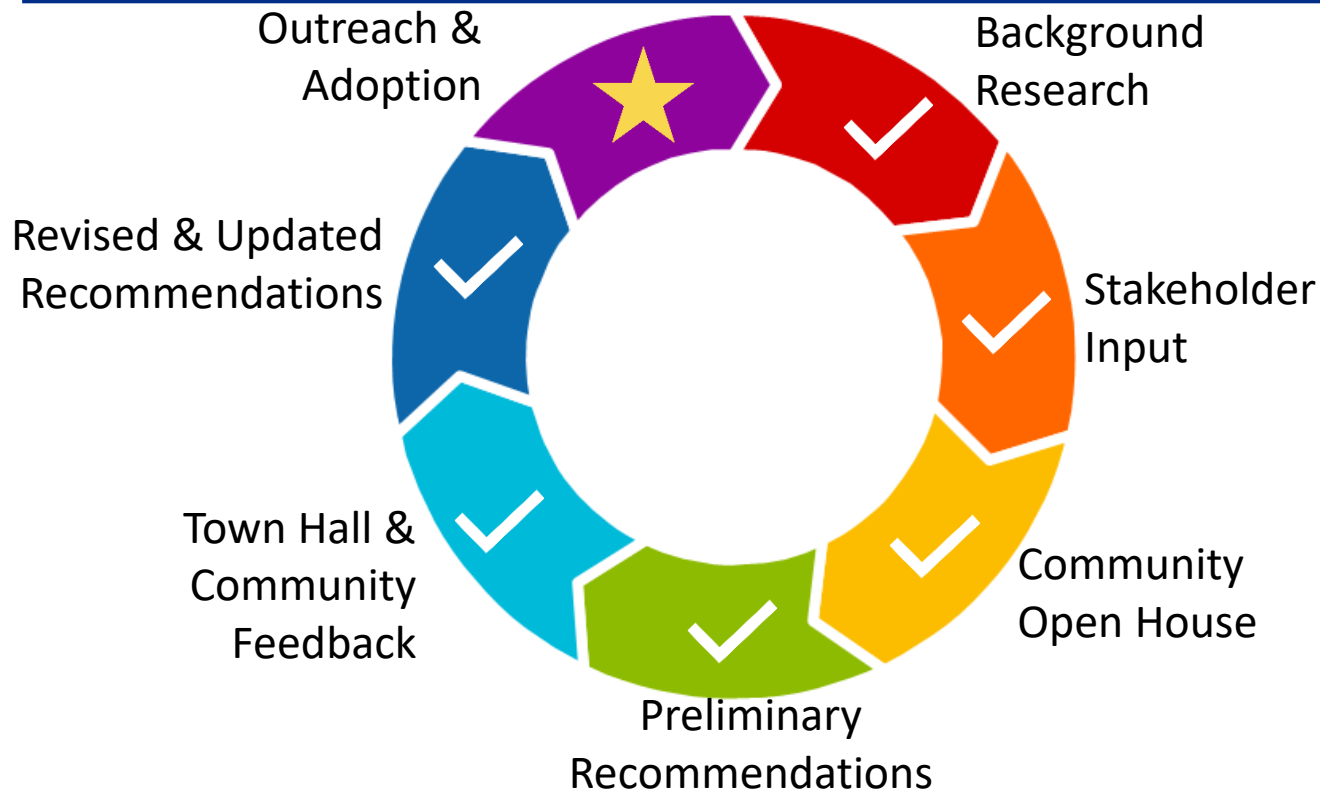 Outreach &
Adoption
Background
Research
Revised & Updated
Recommendations
Stakeholder
Input
Town Hall &
Community
Feedback
Community
Open House
Preliminary
Recommendations